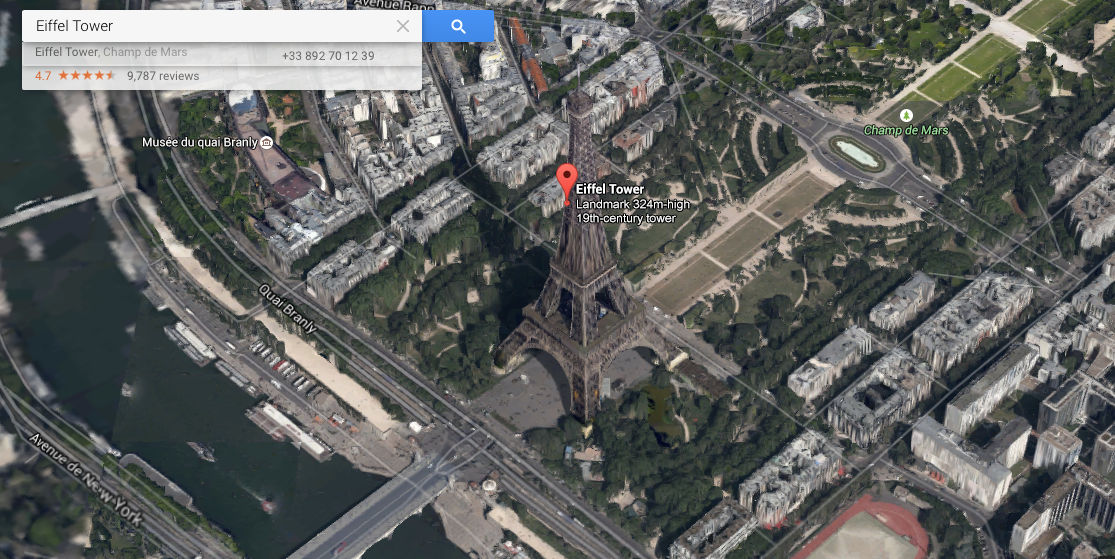 Avenue Rapp
Eiffel Tower
Eiffel Tower, Champ de Mars
+33 892 70 12 39
4.7
9,787 reviews
Musée du quai Branly
Champ de Mars
Eiffel Tower
Landmark 324m-high
19th-century tower
Quai Branly
Avenue de New York